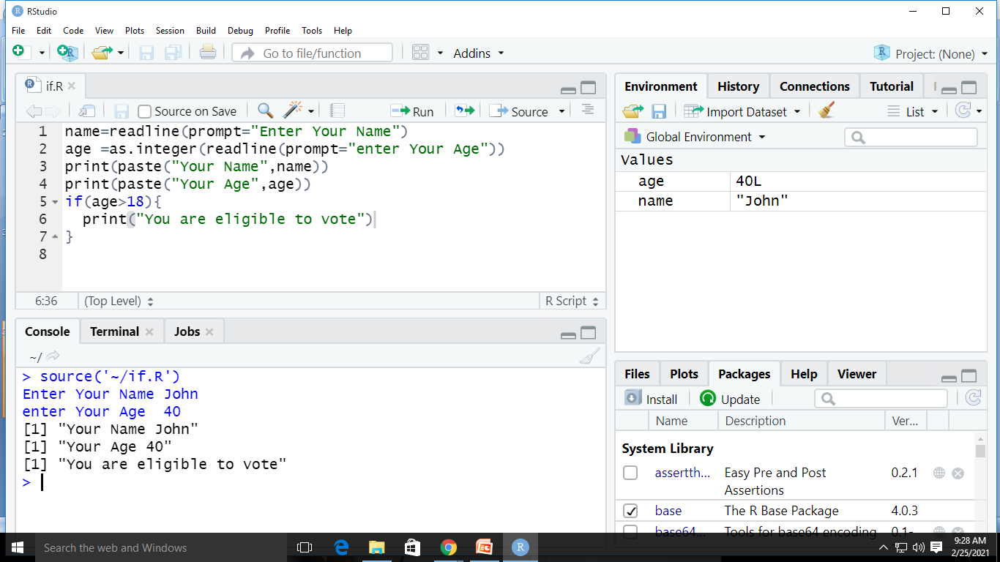 RStudio
File Edit Code View Plots Session Build Debug Profile Tools Help
Go to file/function Addins Project: (None)
if.R
Source on Save Run Source
1 name=readline(prompt="Enter Your Name")
2 age =as.integer(readline(prompt="enter Your Age"))
3 print(paste("Your Name",name))
4 print(paste("Your Age",age))
5 if(age>18){
6 print("You are eligible to vote")
7 }
8
6:36 (Top Level) R Script
Console Terminal Jobs
~/
> source('~/if.R')
Enter Your Name John
enter Your Age  40
[1] "Your Name John"
[1] "Your Age 40"
[1] "You are eligible to vote"
>
Environment History Connections Tutorial
Import Dataset List
Global Environment
Values
age 40L
name "John"
Files Plots Packages Help Viewer
Install Update
Name Description Ver...
System Library
assertth... Easy Pre and Post 0.2.1
Assertions
base The R Base Package 4.0.3
base64... Tools for base64 encoding 0.1-
Search the web and Windows
9:28 AM
2/25/2021